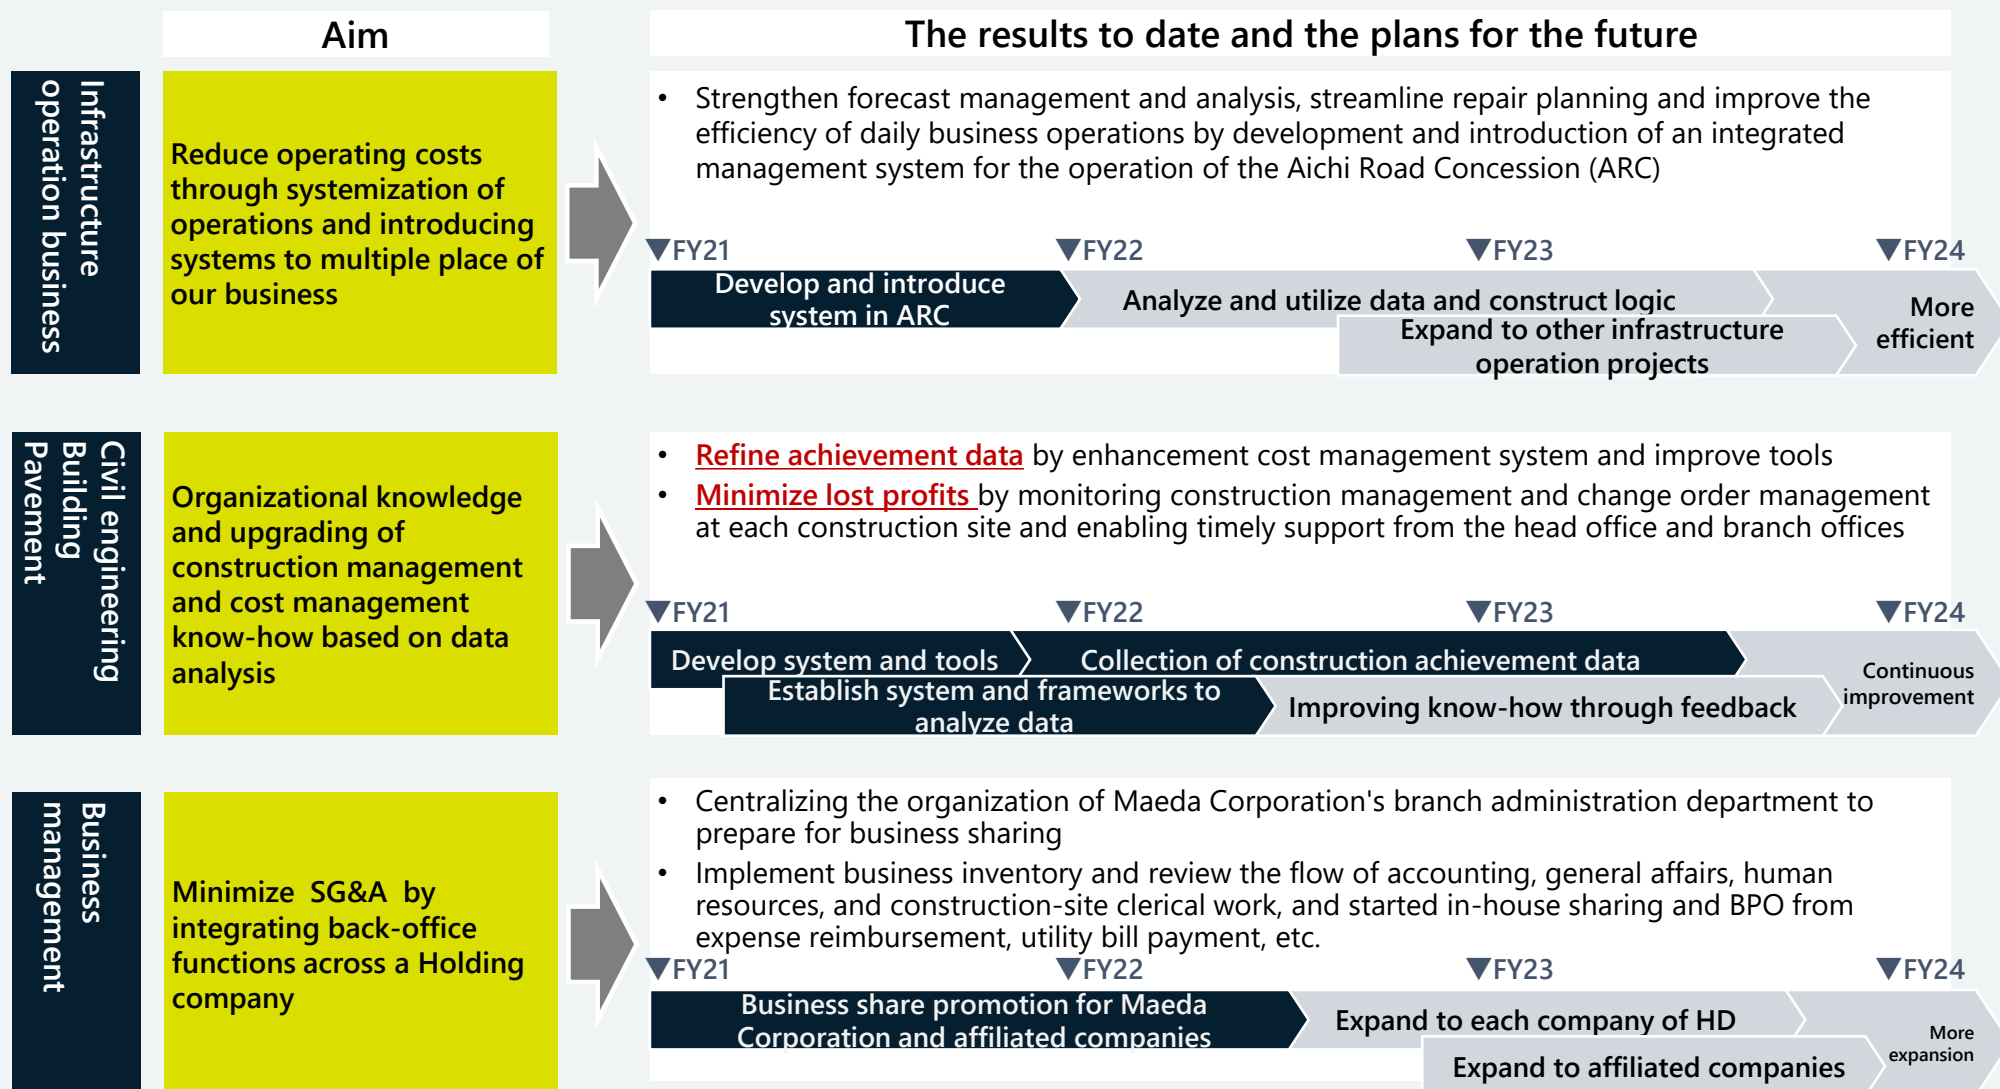 Aim
The results to date and the plans for the future
Infrastructure
operation business
Reduce operating costs
through systemization of
operations and introducing
systems to multiple place of
our business
• Strengthen forecast management and analysis, streamline repair planning and improve the
efficiency of daily business operations by development and introduction of an integrated
management system for the operation of the Aichi Road Concession (ARC)
▼FY21
▼FY22
▼FY23
▼FY24
Develop and introduce
system in ARC
Analyze and utilize data and construct logic
Expand to other infrastructure
operation projects
More
efficient
Civil engineering
Building
Pavement
Organizational knowledge
and upgrading of
construction management
and cost management
know-how based on data
analysis
• Refine achievement data by enhancement cost management system and improve tools
• Minimize lost profits by monitoring construction management and change order management
at each construction site and enabling timely support from the head office and branch offices
▼FY21
▼FY22
▼FY23
▼FY24
Develop system and tools
Collection of construction achievement data
Establish system and frameworks to
analyze data
Improving know-how through feedback
Continuous
improvement
Business
management
Minimize SG&A by
integrating back-office
functions across a Holding
company
• Centralizing the organization of Maeda Corporation's branch administration department to
prepare for business sharing
• Implement business inventory and review the flow of accounting, general affairs, human
resources, and construction-site clerical work, and started in-house sharing and BPO from
expense reimbursement, utility bill payment, etc.
▼FY21
▼FY22
▼FY23
▼FY24
Business share promotion for Maeda
Corporation and affiliated companies
Expand to each company of HD
Expand to affiliated companies
More
expansion